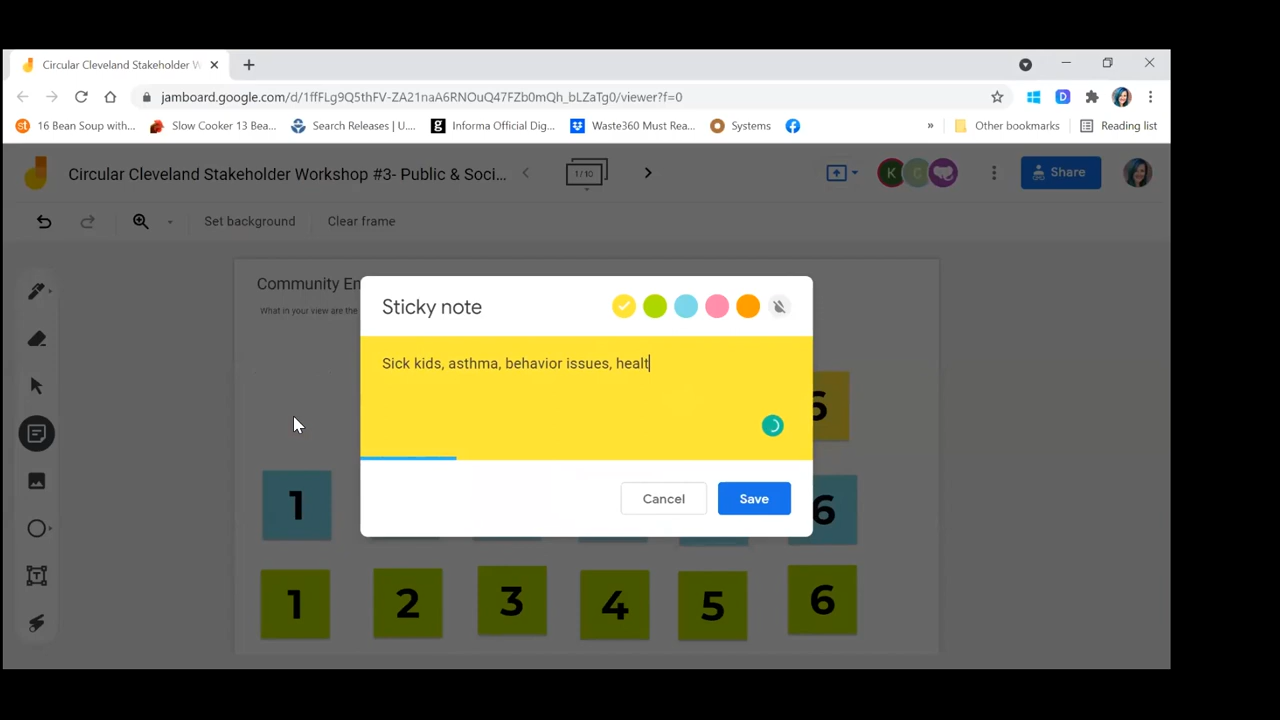 Circular Cleveland Stakeholder W
jamboard.google.com/d/1ffFLg9Q5thFV-ZA21naA6RNOuQ47FZb0mQh_bLZaTg0/viewer?f=0
16 Bean Soup with... Slow Cooker 13 Bea... Search Releases | U.... Informa Official Dig... Waste360 Must Rea... Systems » Other bookmarks Reading list
Circular Cleveland Stakeholder Workshop #3- Public & Soci... 1/10 K G Share
Set background Clear frame
Community En
What in your view are the
Sticky note
Sick kids, asthma, behavior issues, healt
6
Cancel Save
1 6
1 2 3 4 5 6